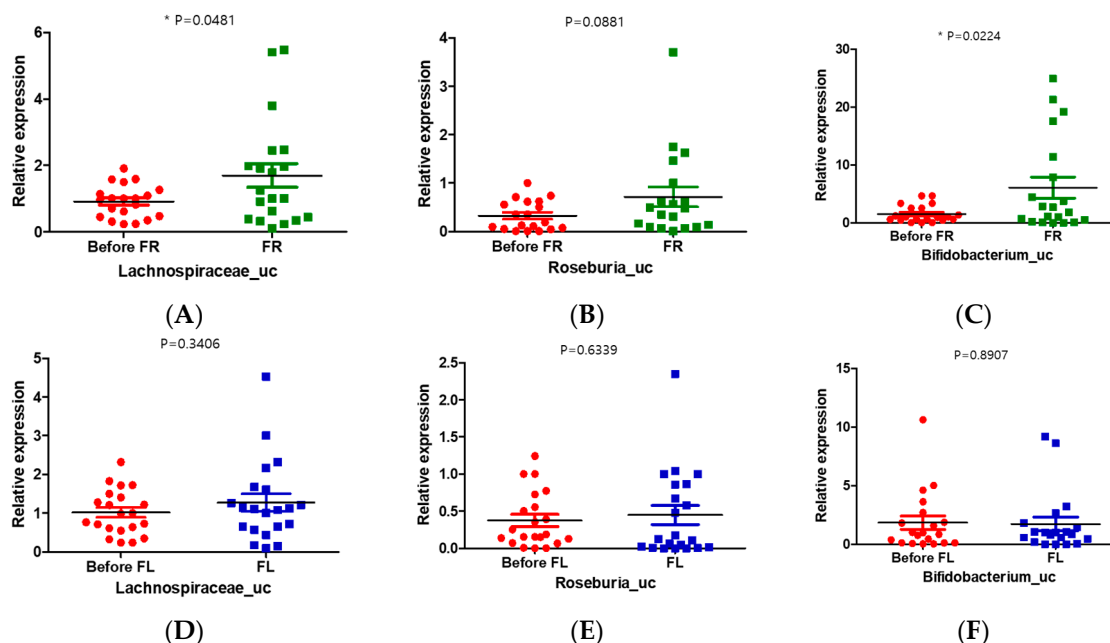 * P=0.0481
Relative expression
6
4
2
0
Before FR
FR
Lachnospiraceae_uc
(A)
P=0.0881
Relative expression
4
3
2
1
0
Before FR
FR
Roseburia_uc
(B)
* P=0.0224
Relative expression
30
20
10
0
Before FR
FR
Bifidobacterium_uc
(C)
P=0.3406
Relative expression
5
4
3
2
1
0
Before FL
FL
Lachnospiraceae_uc
(D)
P=0.6339
Relative expression
2.5
2.0
1.5
1.0
0.5
0.0
Before FL
FL
Roseburia_uc
(E)
P=0.8907
Relative expression
15
10
5
0
Before FL
FL
Bifidobacterium_uc
(F)